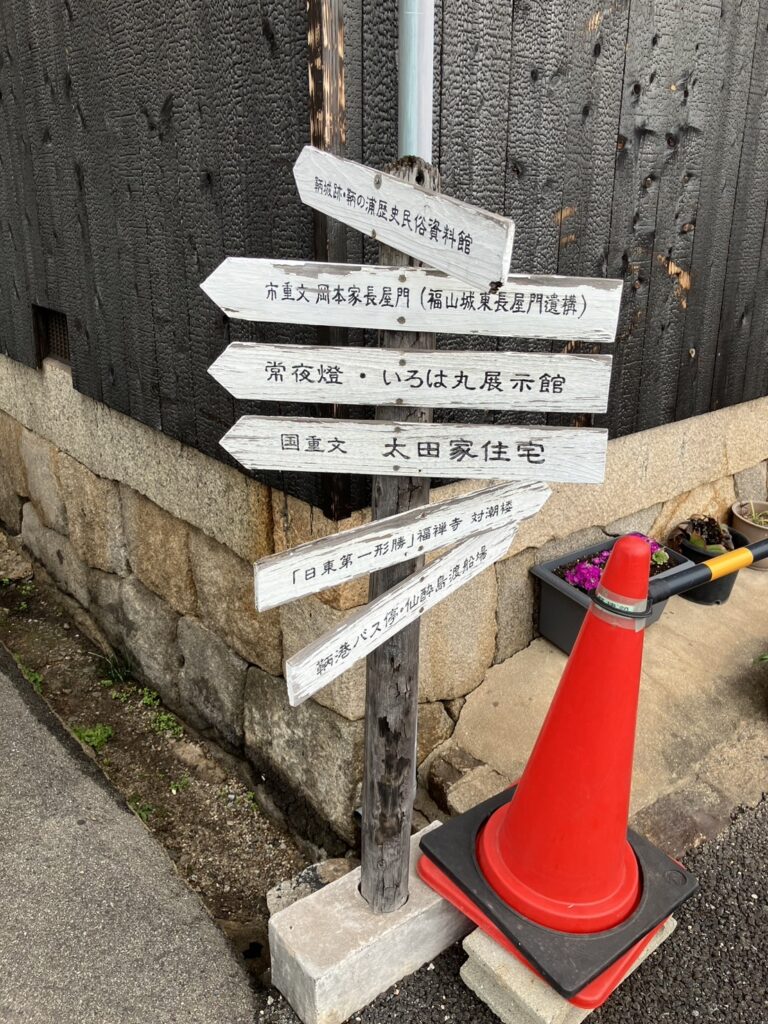 鞆城跡・鞆の浦歴史民俗資料館
市重文 岡本家長屋門（福山城東長屋門遺構）
常夜燈・いろは丸展示館
国重文 太田家住宅
「日東第一形勝」福禅寺 対潮楼
鞆港バス停・仙酔島渡船場